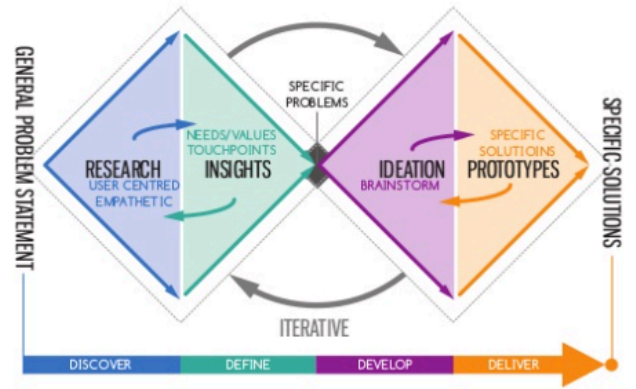 GENERAL PROBLEM STATEMENT
RESEARCH
USER CENTRED
EMPATHETIC
NEEDS/VALUES
TOUCHPOINTS
INSIGHTS
SPECIFIC
PROBLEMS
IDEATION
BRAINSTORM
SPECIFIC
SOLUTIOINS
PROTOTYPES
SPECIFIC SOLUTIONS
ITERATIVE
DISCOVER
DEFINE
DEVELOP
DELIVER